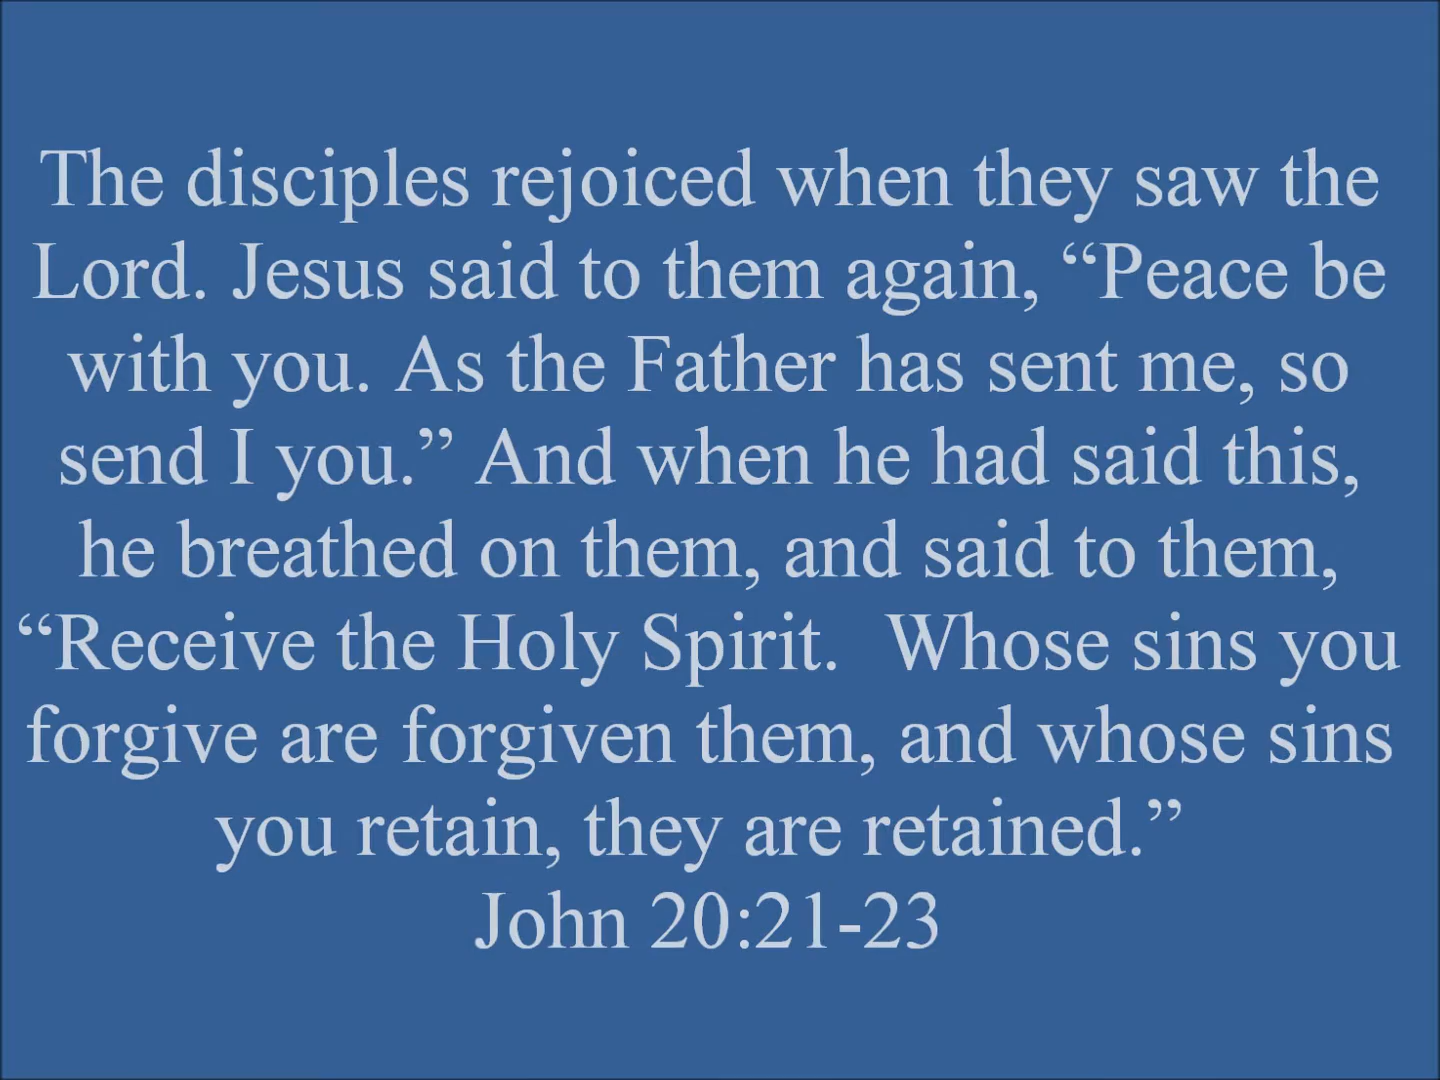 The disciples rejoiced when they saw the
Lord. Jesus said to them again, “Peace be
with you. As the Father has sent me, so
send I you.” And when he had said this,
he breathed on them, and said to them,
“Receive the Holy Spirit.  Whose sins you
forgive are forgiven them, and whose sins
you retain, they are retained.”
John 20:21-23